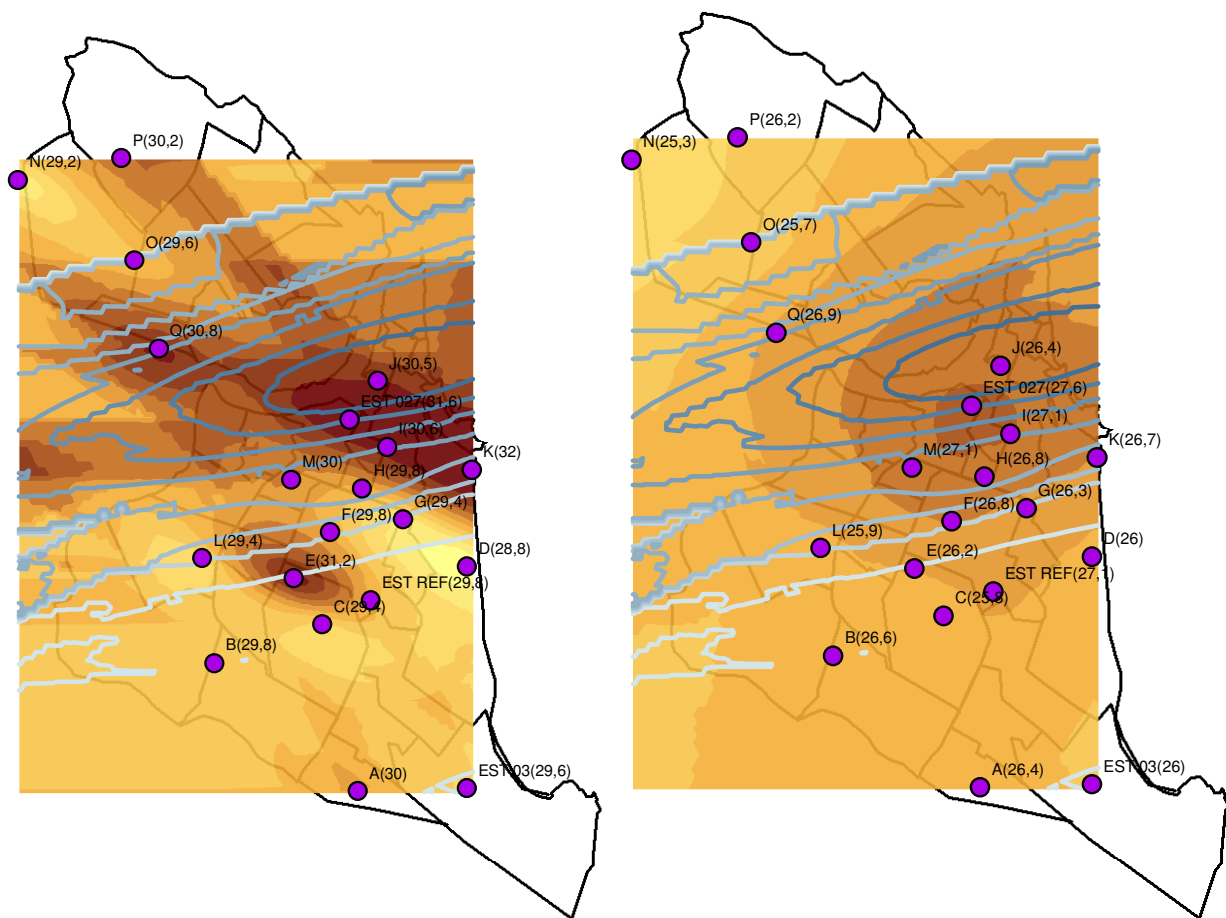 P(30,2)
N(29,2)
O(29,6)
Q(30,8)
J(30,5)
EST 027(31,6)
I(30,6)
K(32)
M(30)
H(29,8)
G(29,4)
F(29,8)
L(29,4)
D(28,8)
E(31,2)
EST REF(29,8)
C(29,4)
B(29,8)
A(30)
EST 03(29,6)
P(26,2)
N(25,3)
O(25,7)
Q(26,9)
J(26,4)
EST 027(27,6)
I(27,1)
K(26,7)
M(27,1)
H(26,8)
G(26,3)
F(26,8)
L(25,9)
D(26)
E(26,2)
EST REF(27,1)
C(25,8)
B(26,6)
A(26,4)
EST 03(26)